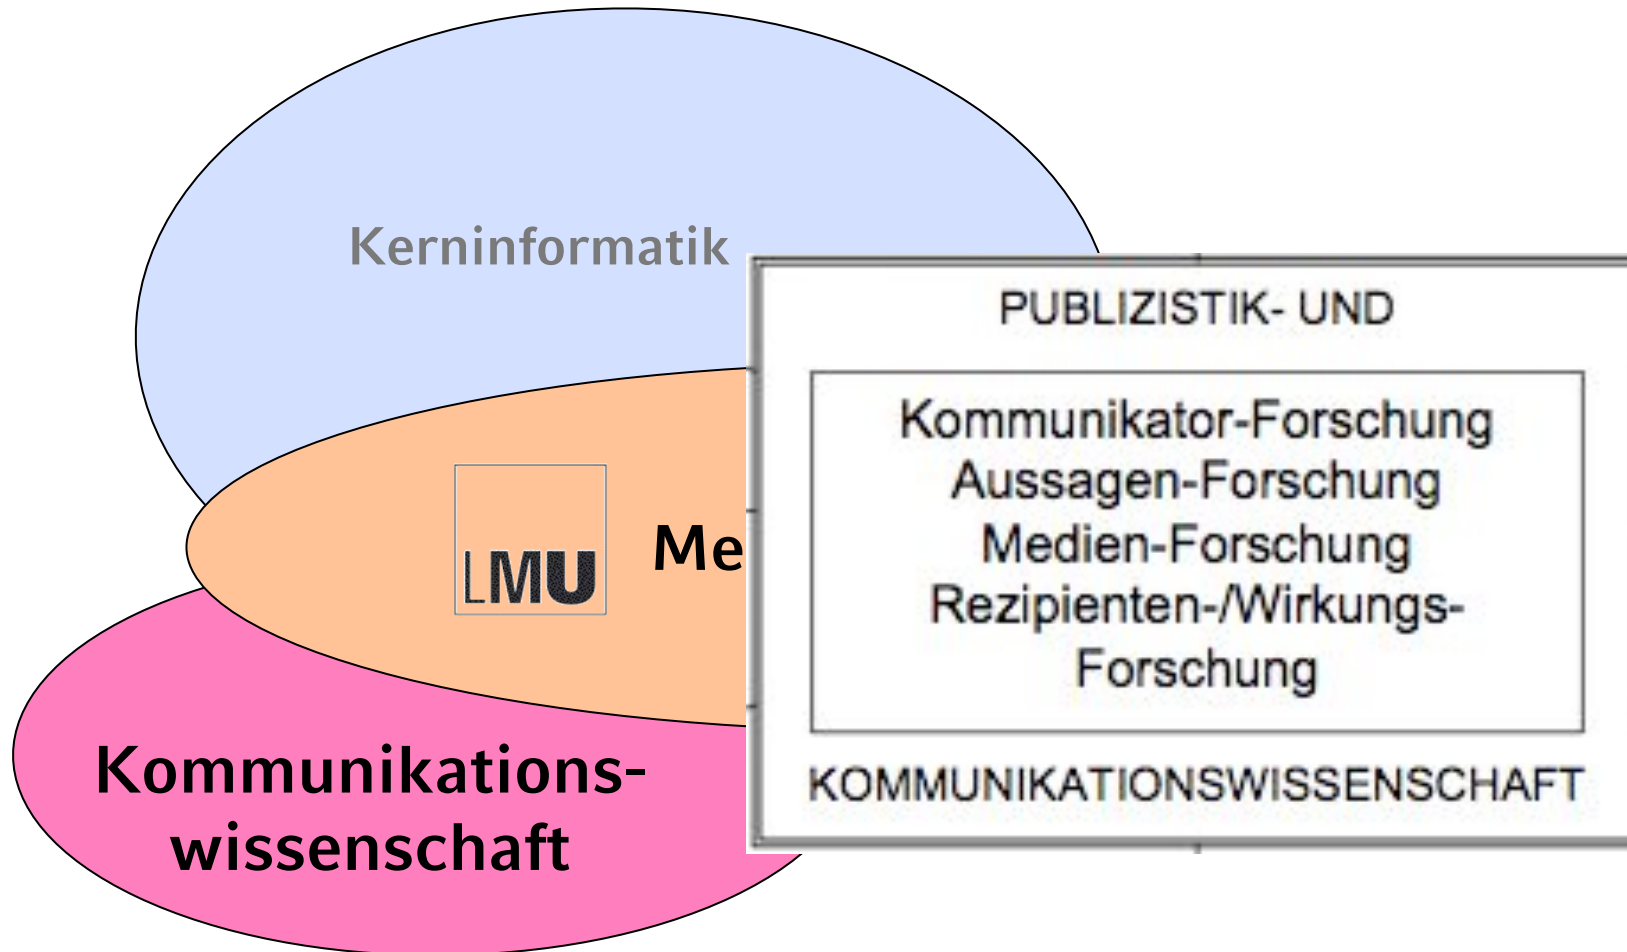 Kerninformatik
PUBLIZISTIK- UND
Kommunikator-Forschung
Aussagen-Forschung
Medien-Forschung
Rezipienten-/Wirkungs-
Forschung
KOMMUNIKATIONSWISSENSCHAFT
LMU
Me
Kommunikations-
wissenschaft